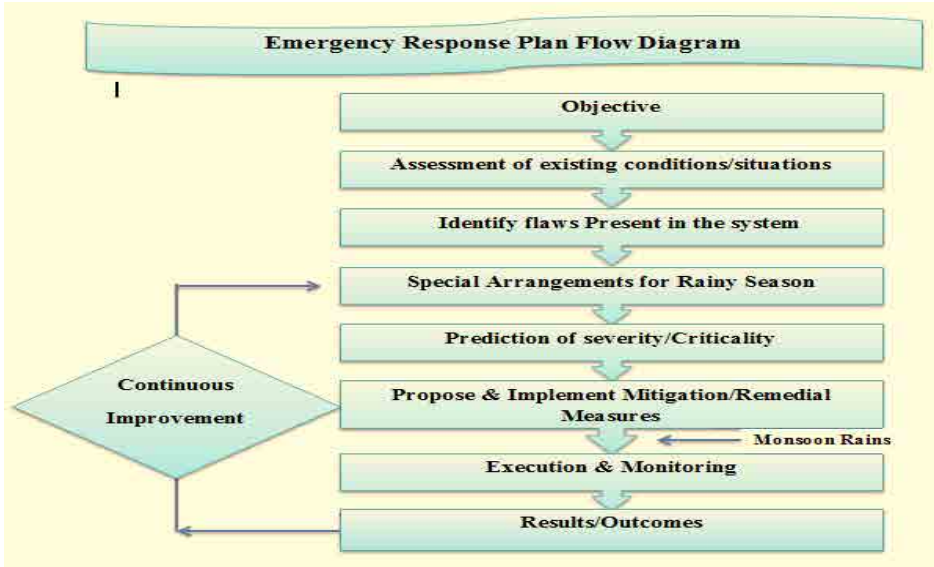 Emergency Response Plan Flow Diagram
Objective
Assessment of existing conditions/situations
Identify flaws Present in the system
Special Arrangements for Rainy Season
Prediction of severity/Criticality
Continuous
Improvement
Propose & Implement Mitigation/Remedial
Measures
Monsoon Rains
Execution & Monitoring
Results/Outcomes